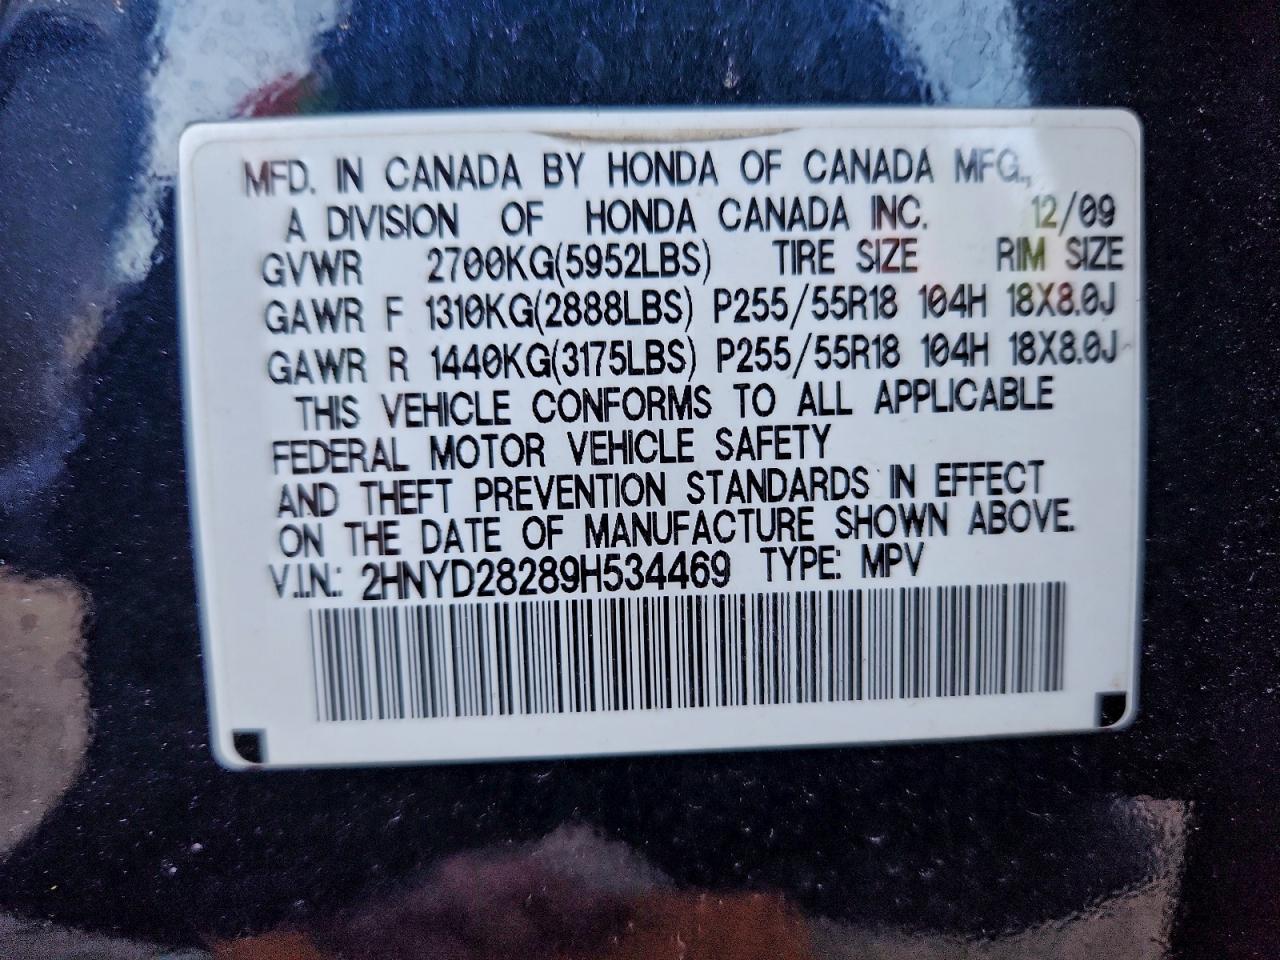 MFD. IN CANADA BY HONDA OF CANADA MFG.,
A DIVISION OF HONDA CANADA INC. 12/09
GVWR 2700KG(5952LBS) TIRE SIZE RIM SIZE
GAWR F 1310KG(2888LBS) P255/55R18 104H 18X8.0J
GAWR R 1440KG(3175LBS) P255/55R18 104H 18X8.0J
THIS VEHICLE CONFORMS TO ALL APPLICABLE
FEDERAL MOTOR VEHICLE SAFETY
AND THEFT PREVENTION STANDARDS IN EFFECT
ON THE DATE OF MANUFACTURE SHOWN ABOVE.
V.I.N.: 2HNYD28289H534469 TYPE: MPV